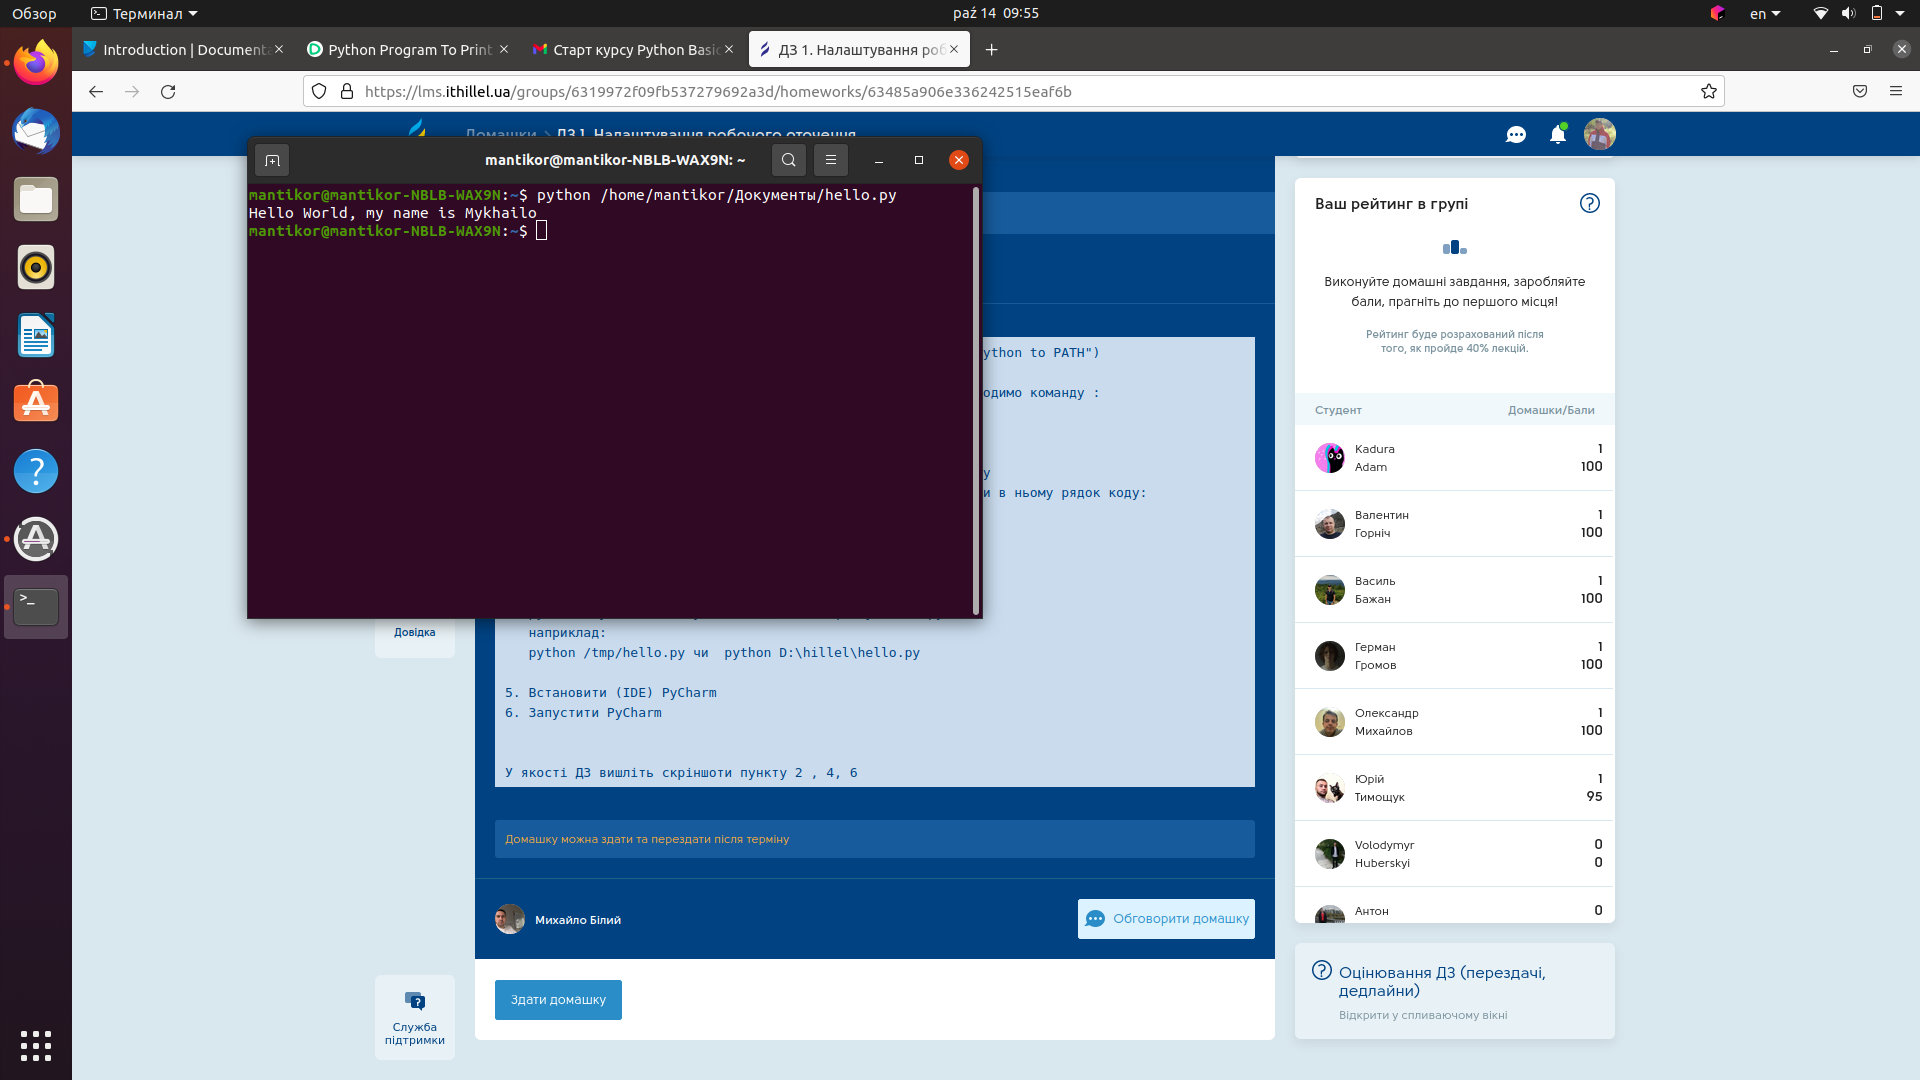 Обзор
Терминал
paź 14 09:55
en
Introduction | Documenta
Python Program To Print
Старт курсу Python Basic
ДЗ 1. Налаштування роб
https://lms.ithillel.ua/groups/6319972f09fb537279692a3d/homeworks/63485a906e336242515eaf6b
Домашки > ДЗ 1. Налаштування робочого оточення
mantikor@mantikor-NBLB-WAX9N: ~
mantikor@mantikor-NBLB-WAX9N:~$ python /home/mantikor/Документы/hello.py
Hello World, my name is Mykhailo
mantikor@mantikor-NBLB-WAX9N:~$
ython to PATH")
одимо команду :
у
и в ньому рядок коду:
наприклад:
python /tmp/hello.py чи  python D:\hillel\hello.py
5. Встановити (IDE) PyCharm
6. Запустити PyCharm
У якості ДЗ вишліть скріншоти пункту 2 , 4, 6
Домашку можна здати та перездати після терміну
Михайло Білий
Обговорити домашку
Здати домашку
Довідка
Служба
підтримки
Ваш рейтинг в групі
Виконуйте домашні завдання, заробляйте
бали, прагніть до першого місця!
Рейтинг буде розрахований після
того, як пройде 40% лекцій.
Студент Домашки/Бали
Kadura 1
Adam 100
Валентин 1
Горніч 100
Василь 1
Бажан 100
Герман 1
Громов 100
Олександр 1
Михайлов 100
Юрій 1
Тимощук 95
Volodymyr 0
Huberskyi 0
Антон 0
Оцінювання ДЗ (перездачі,
дедлайни)
Відкрити у спливаючому вікні